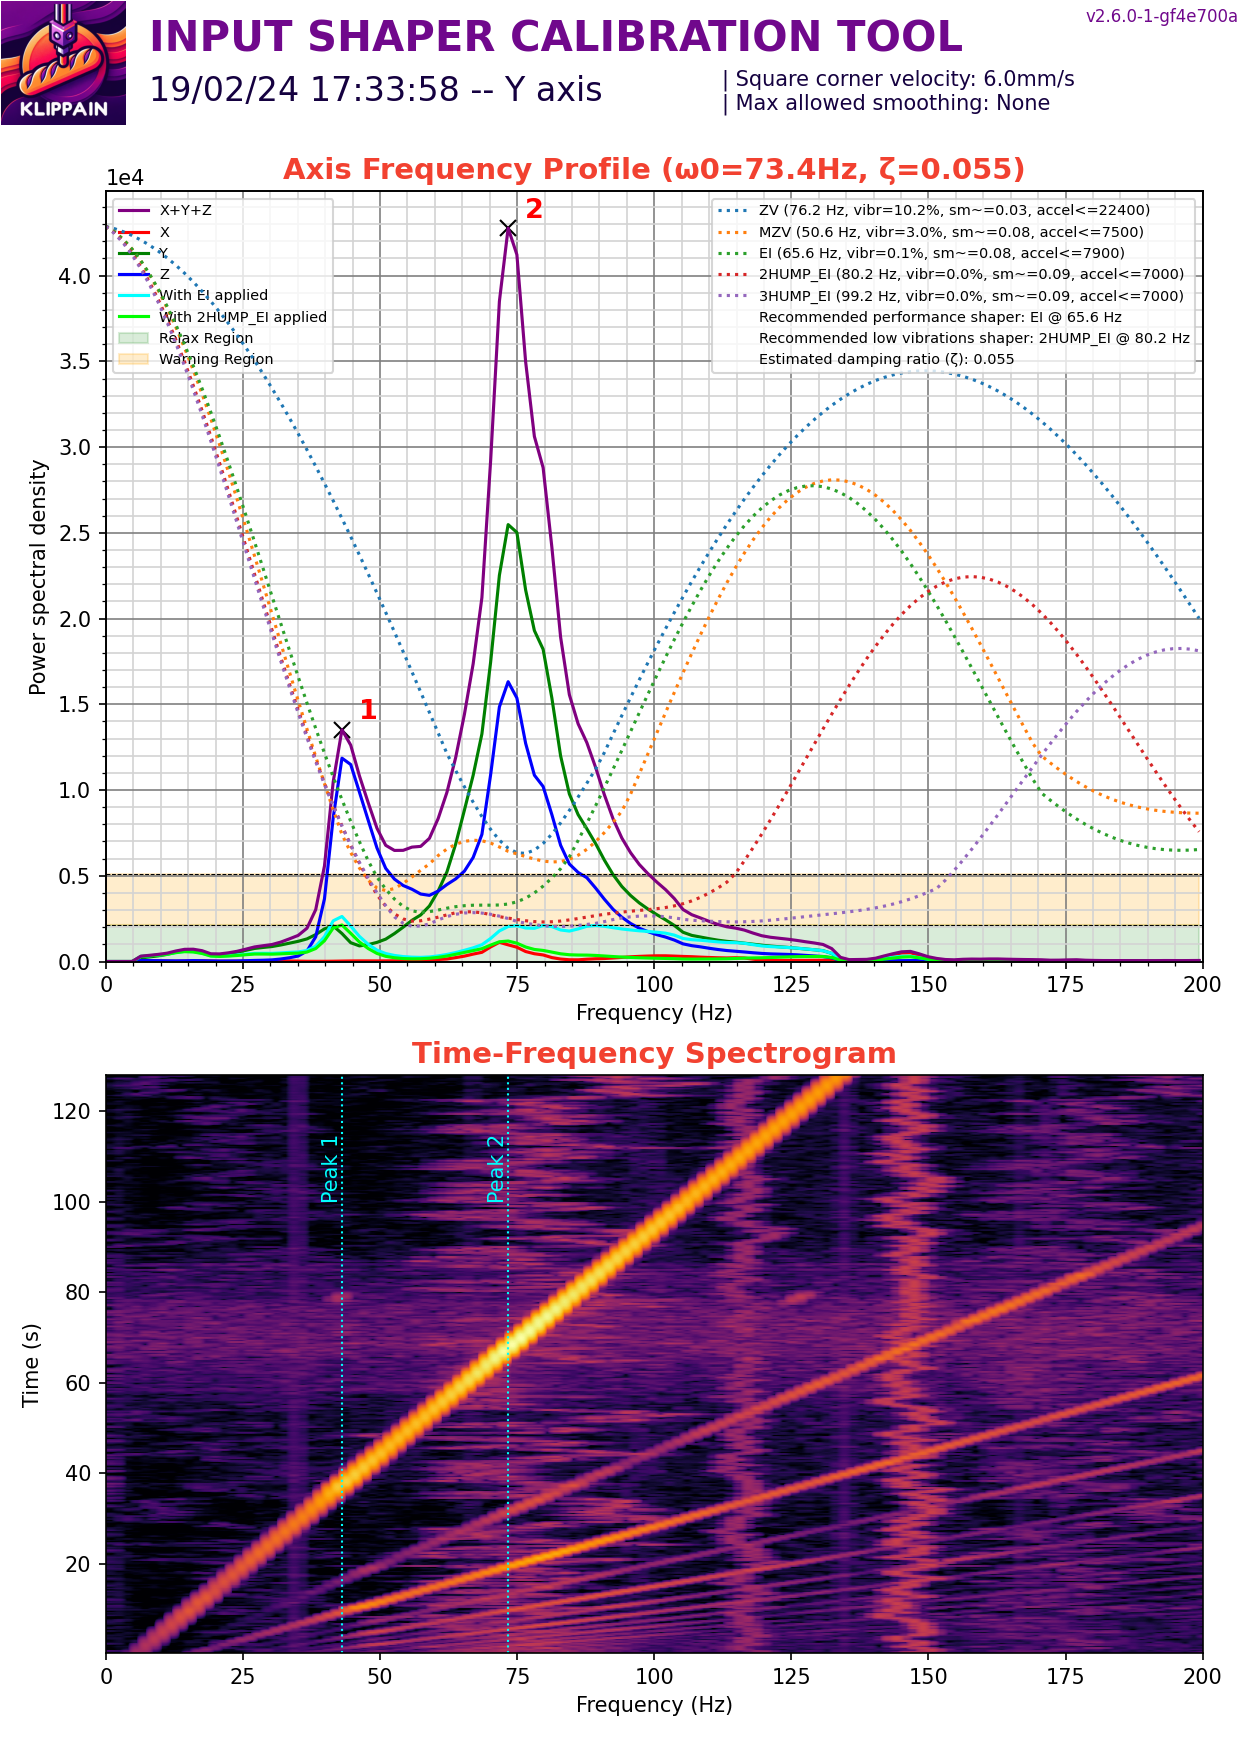 INPUT SHAPER CALIBRATION TOOL
v2.6.0-1-gf4e700a
KLIPPAIN
19/02/24 17:33:58 -- Y axis
| Square corner velocity: 6.0mm/s
| Max allowed smoothing: None
Axis Frequency Profile (ω0=73.4Hz, ζ=0.055)
1e4
X+Y+Z
X
Y
Z
With EI applied
With 2HUMP_EI applied
Relax Region
Warning Region
ZV (76.2 Hz, vibr=10.2%, sm~=0.03, accel<=22400)
MZV (50.6 Hz, vibr=3.0%, sm~=0.08, accel<=7500)
EI (65.6 Hz, vibr=0.1%, sm~=0.08, accel<=7900)
2HUMP_EI (80.2 Hz, vibr=0.0%, sm~=0.09, accel<=7000)
3HUMP_EI (99.2 Hz, vibr=0.0%, sm~=0.09, accel<=7000)
Recommended performance shaper: EI @ 65.6 Hz
Recommended low vibrations shaper: 2HUMP_EI @ 80.2 Hz
Estimated damping ratio (ζ): 0.055
2
1
4.0
3.5
3.0
2.5
2.0
1.5
1.0
0.5
0.0
Power spectral density
0 25 50 75 100 125 150 175 200
Frequency (Hz)
Time-Frequency Spectrogram
Peak 1
Peak 2
120
100
80
60
40
20
Time (s)
0 25 50 75 100 125 150 175 200
Frequency (Hz)